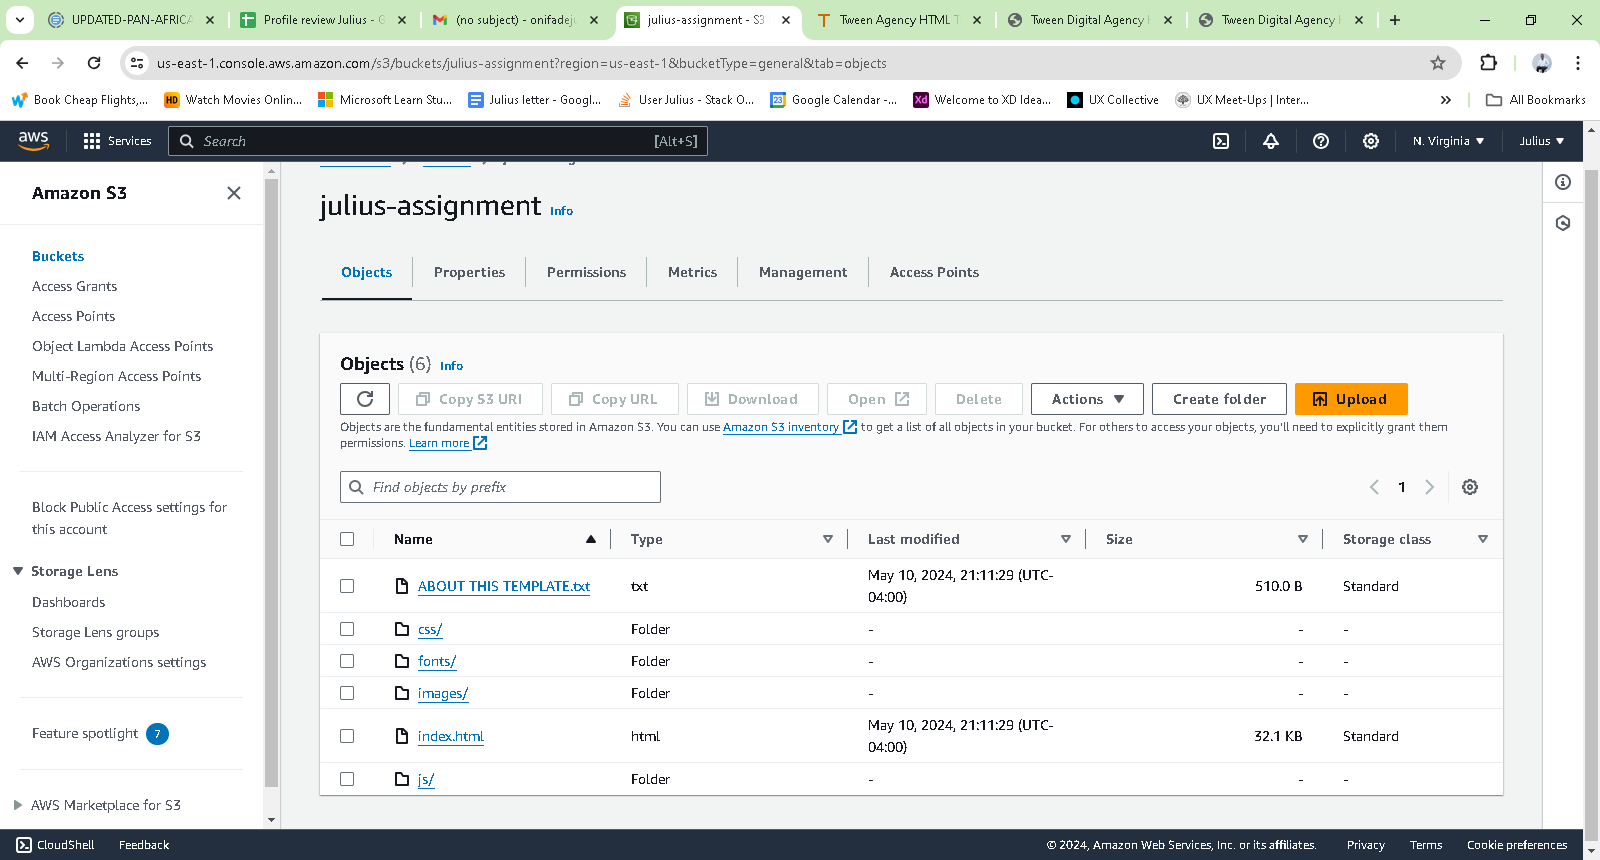 UPDATED-PAN-AFRICA
Profile review Julius - G
(no subject) - onifadeju
julius-assignment - S3
Tween Agency HTML T
Tween Digital Agency H
Tween Digital Agency H
us-east-1.console.aws.amazon.com/s3/buckets/julius-assignment?region=us-east-1&bucketType=general&tab=objects
Book Cheap Flights,...
Watch Movies Onlin...
Microsoft Learn Stu...
Julius letter - Googl...
User Julius - Stack O...
Google Calendar -...
Welcome to XD Idea...
UX Collective
UX Meet-Ups | Inter...
All Bookmarks
aws
Services
Search
[Alt+S]
N. Virginia
Julius
Amazon S3
Buckets
Access Grants
Access Points
Object Lambda Access Points
Multi-Region Access Points
Batch Operations
IAM Access Analyzer for S3
Block Public Access settings for
this account
Storage Lens
Dashboards
Storage Lens groups
AWS Organizations settings
Feature spotlight 7
AWS Marketplace for S3
julius-assignment Info
Objects
Properties
Permissions
Metrics
Management
Access Points
Objects (6) Info
Copy S3 URI
Copy URL
Download
Open
Delete
Actions
Create folder
Upload
Objects are the fundamental entities stored in Amazon S3. You can use Amazon S3 inventory to get a list of all objects in your bucket. For others to access your objects, you'll need to explicitly grant them
permissions. Learn more
Find objects by prefix
1
Name Type Last modified Size Storage class
ABOUT THIS TEMPLATE.txt txt May 10, 2024, 21:11:29 (UTC-
04:00) 510.0 B Standard
css/ Folder - - -
fonts/ Folder - - -
images/ Folder - - -
index.html html May 10, 2024, 21:11:29 (UTC-
04:00) 32.1 KB Standard
js/ Folder - - -
CloudShell
Feedback
© 2024, Amazon Web Services, Inc. or its affiliates.
Privacy
Terms
Cookie preferences